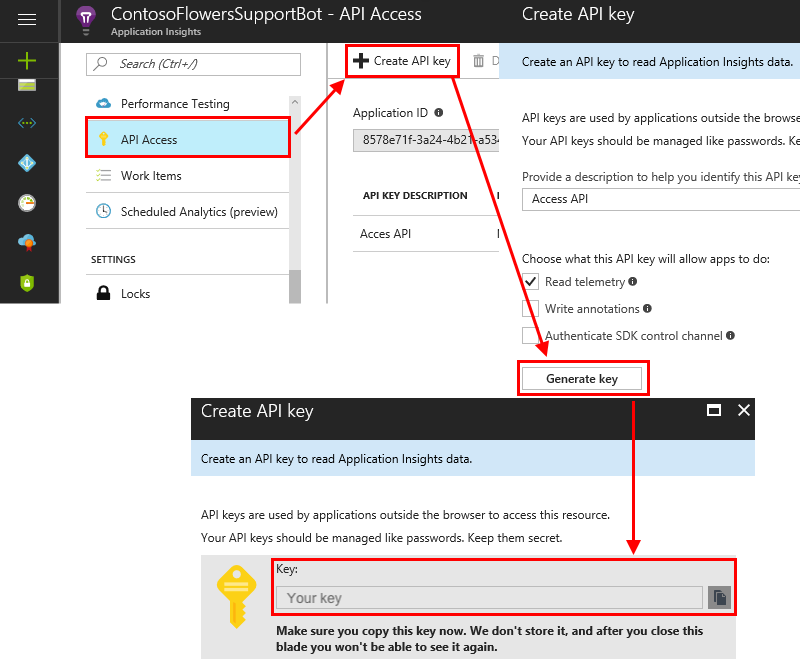 ContosoFlowersSupportBot - API Access
Application Insights
Search (Ctrl+/)
Performance Testing
API Access
Work Items
Scheduled Analytics (preview)
SETTINGS
Locks
Create API key
D
Application ID
8578e71f-3a24-4b21-a534
API KEY DESCRIPTION
Acces API
Create API key
Create an API key to read Application Insights data.
API keys are used by applications outside the browse
Your API keys should be managed like passwords. Kee
Provide a description to help you identify this API key
Access API
Choose what this API key will allow apps to do:
Read telemetry
Write annotations
Authenticate SDK control channel
Generate key
Create API key
Create an API key to read Application Insights data.
API keys are used by applications outside the browser to access this resource.
Your API keys should be managed like passwords. Keep them secret.
Key:
Your key
Make sure you copy this key now. We don't store it, and after you close this
blade you won't be able to see it again.